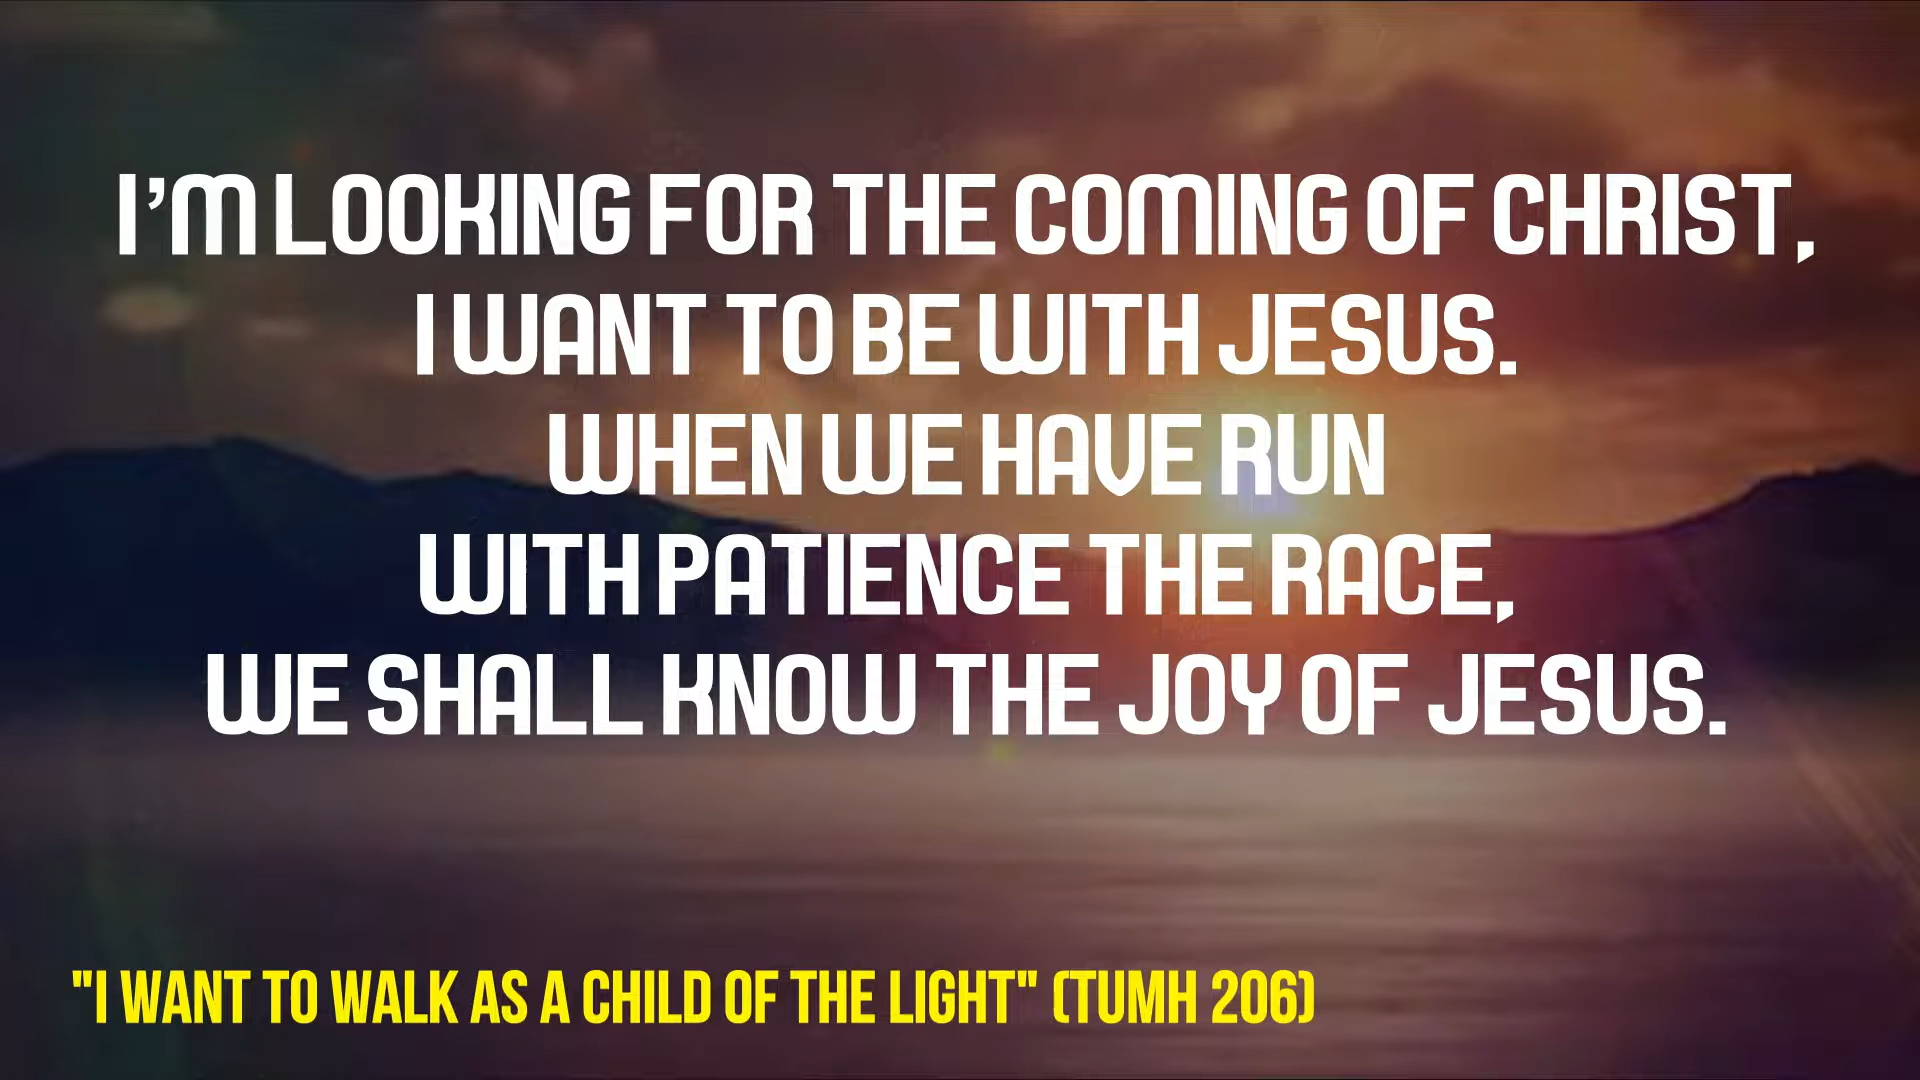 I'M LOOKING FOR THE COMING OF CHRIST,
I WANT TO BE WITH JESUS.
WHEN WE HAVE RUN
WITH PATIENCE THE RACE,
WE SHALL KNOW THE JOY OF JESUS.
"I WANT TO WALK AS A CHILD OF THE LIGHT" (TUMH 206)